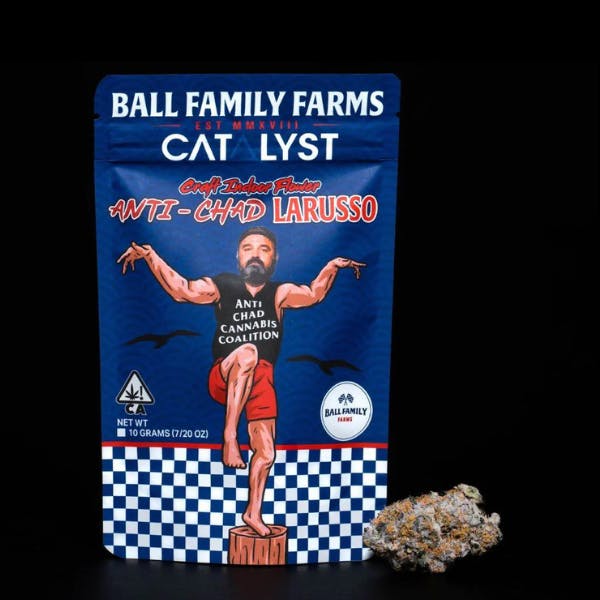 BALL FAMILY FARMS
EST MMXVIII
CATALYST
Craft Indoor Flower
ANTI-CHAD LARUSSO
ANTI
CHAD
CANNABIS
COALITION
CA
NET WT
10 GRAMS (7/20 OZ)
BALL FAMILY
FARMS